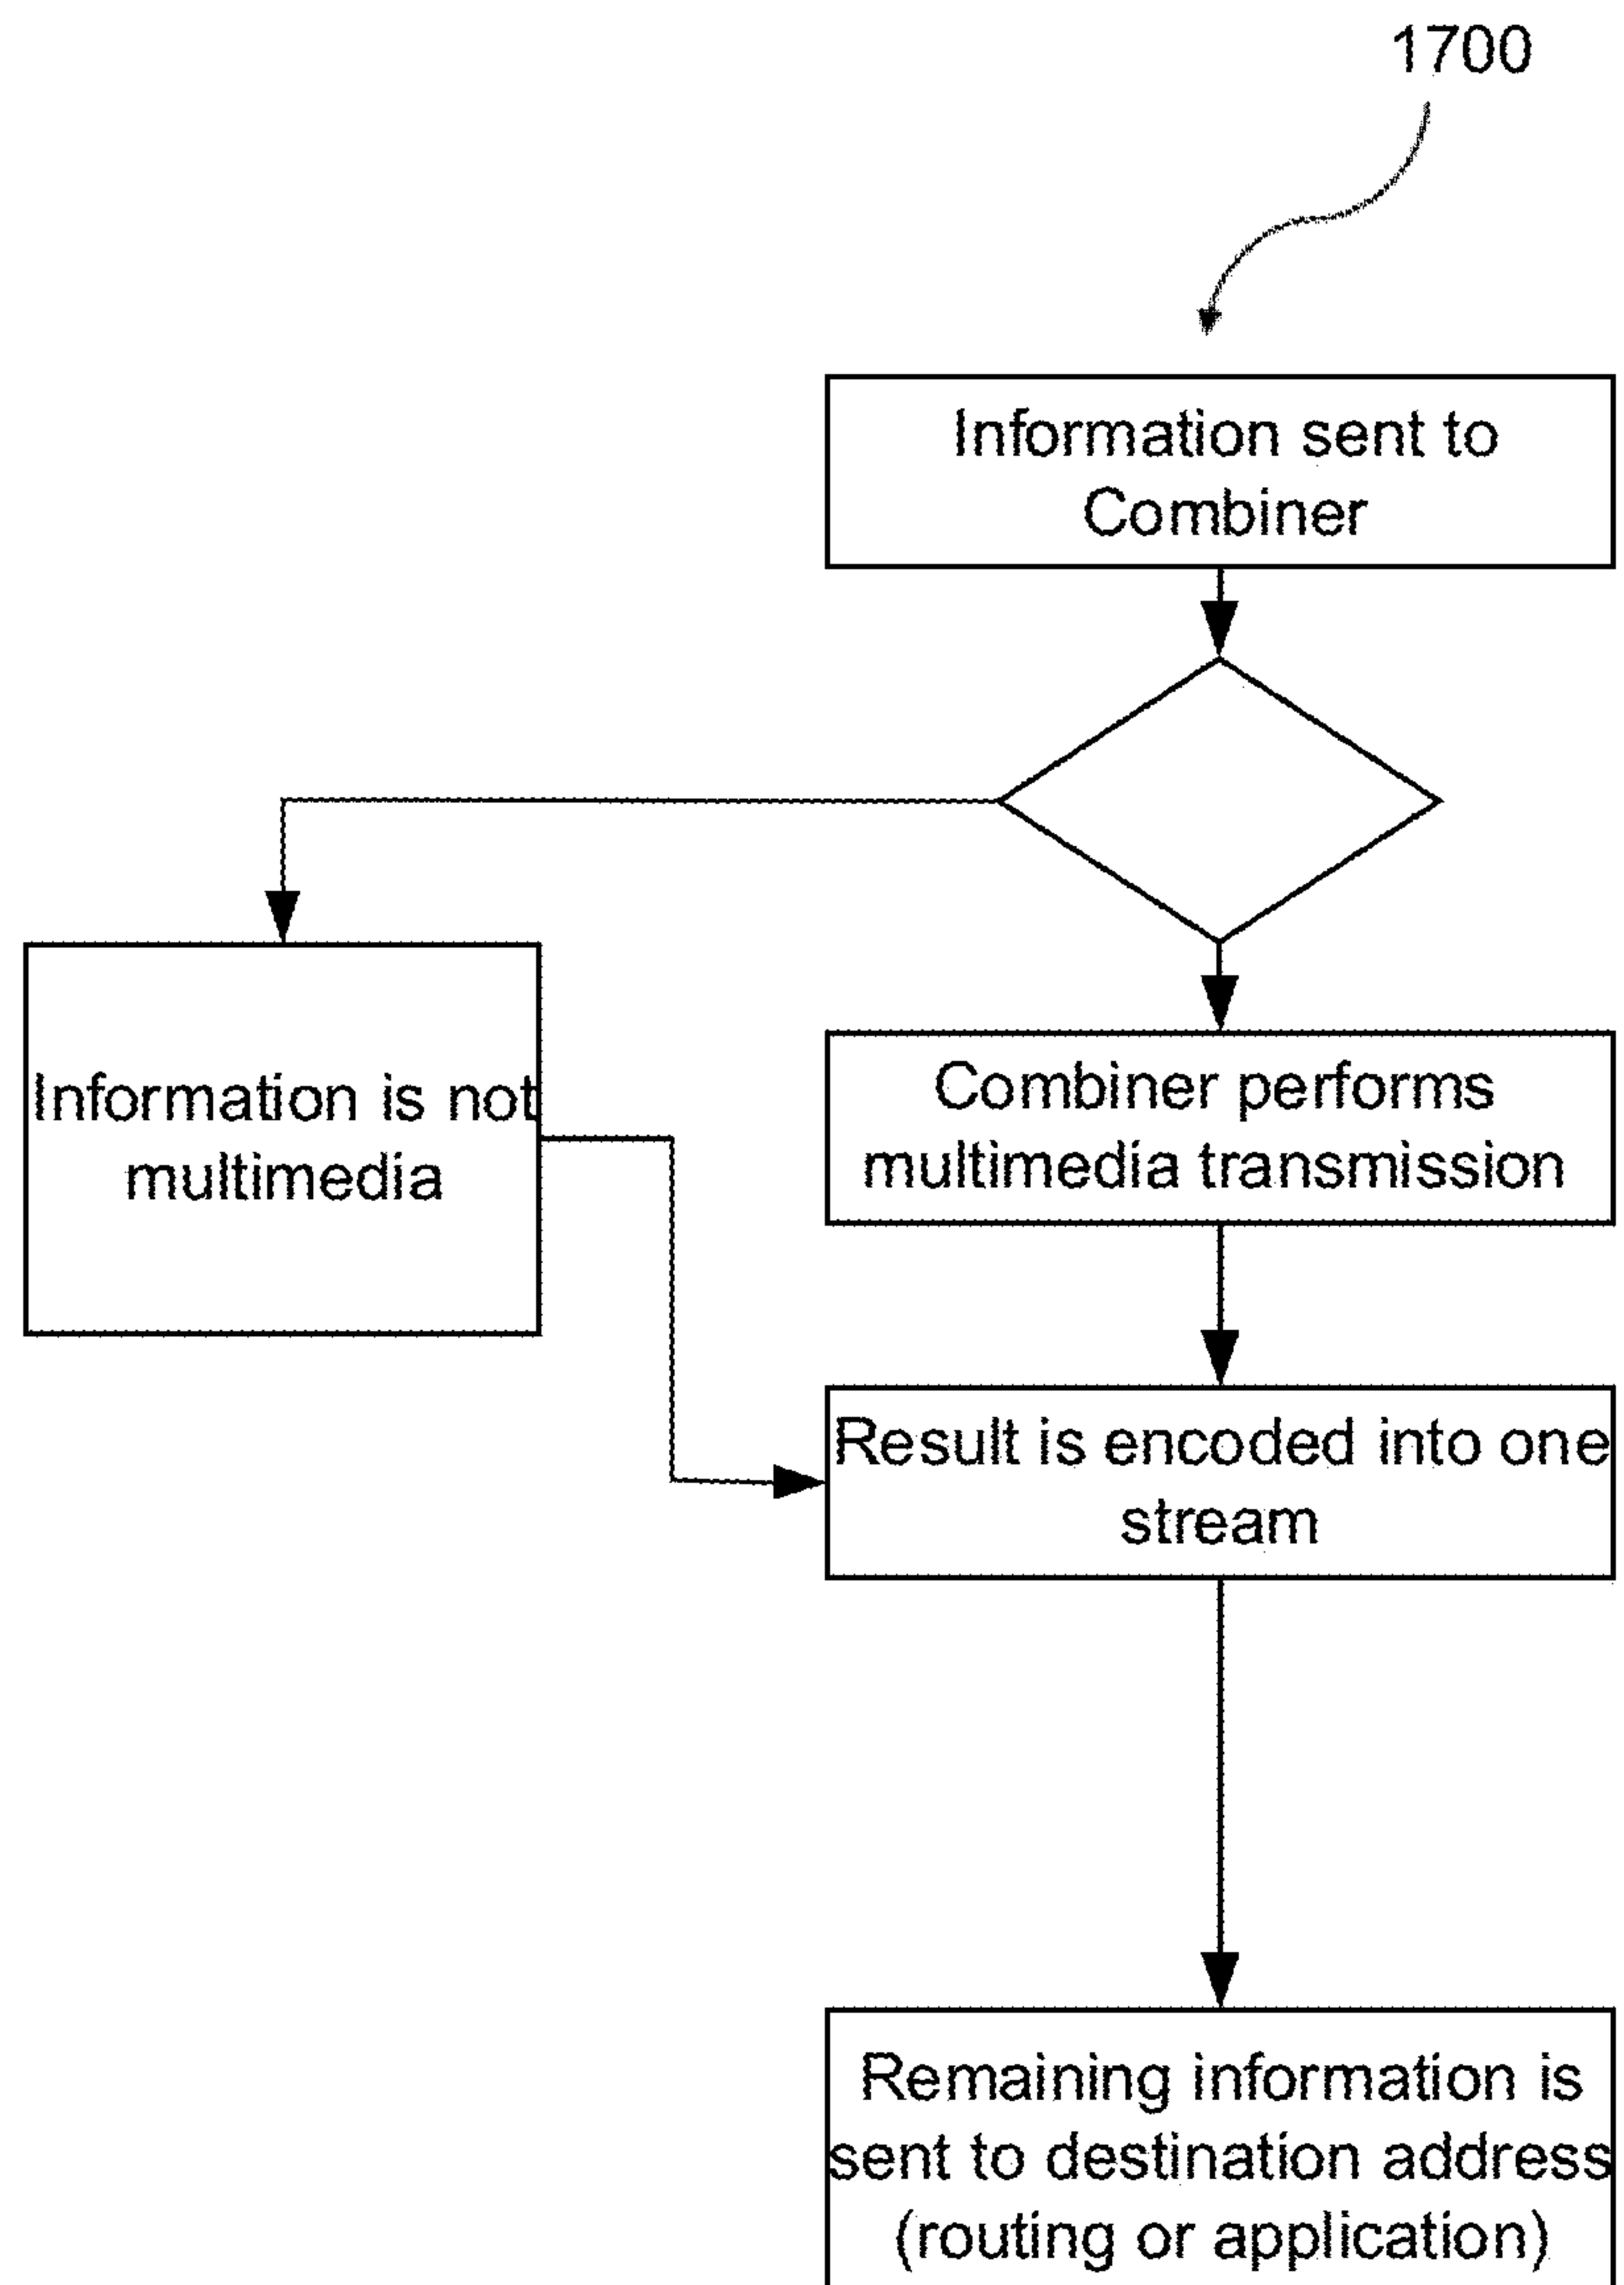 1700
Information sent to
Combiner
Information is not
multimedia
Combiner performs
multimedia transmission
Result is encoded into one
stream
Remaining information is
sent to destination address
(routing or application)